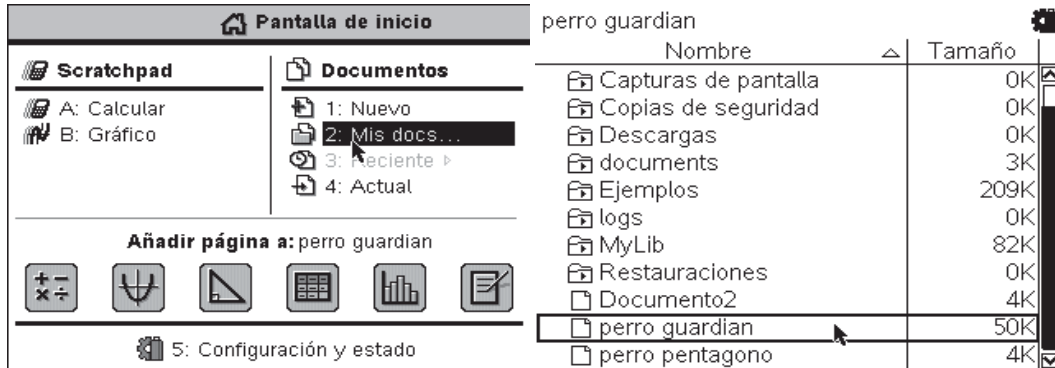 Pantalla de inicio
Scratchpad
A: Calcular
B: Gráfico
Documentos
1: Nuevo
2: Mis docs...
3: Reciente
4: Actual
Añadir página a: perro guardian
5: Configuración y estado
perro guardian
Nombre Tamaño
Capturas de pantalla 0K
Copias de seguridad 0K
Descargas 0K
documents 3K
Ejemplos 209K
logs 0K
MyLib 82K
Restauraciones 0K
Documento2 4K
perro guardian 50K
perro pentagono 4K